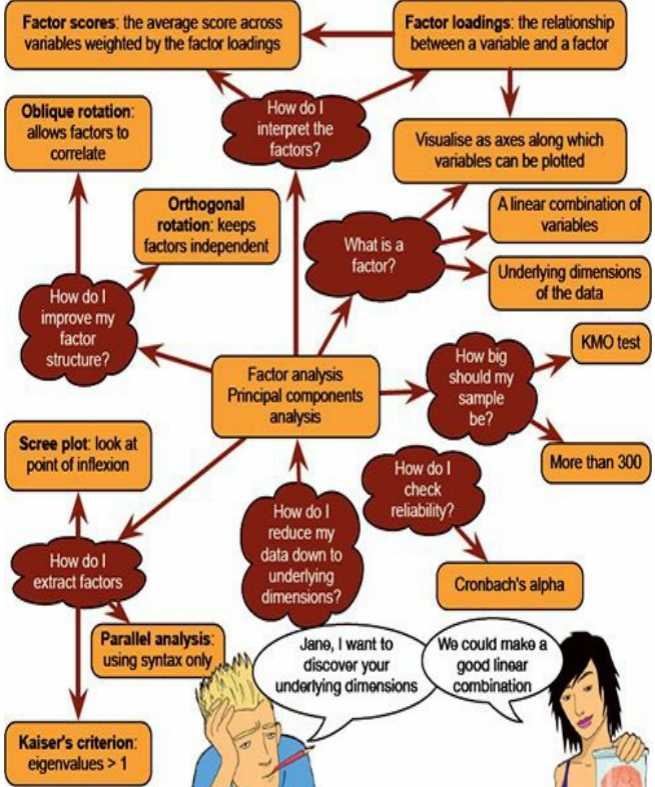 Factor scores: the average score across
variables weighted by the factor loadings
Factor loadings: the relationship
between a variable and a factor
How do I
interpret the
factors?
Oblique rotation:
allows factors to
correlate
Visualise as axes along which
variables can be plotted
Orthogonal
rotation: keeps
factors independent
A linear combination of
variables
What is a
factor?
Underlying dimensions
of the data
How do I
improve my
factor
structure?
KMO test
How big
should my
sample
be?
Factor analysis
Principal components
analysis
Scree plot: look at
point of inflexion
More than 300
How do I
check
reliability?
How do I
reduce my
data down to
underlying
dimensions?
How do I
extract factors
Cronbach's alpha
Parallel analysis:
using syntax only
Jane, I want to
discover your
underlying dimensions
We could make a
good linear
combination
Kaiser's criterion:
eigenvalues > 1